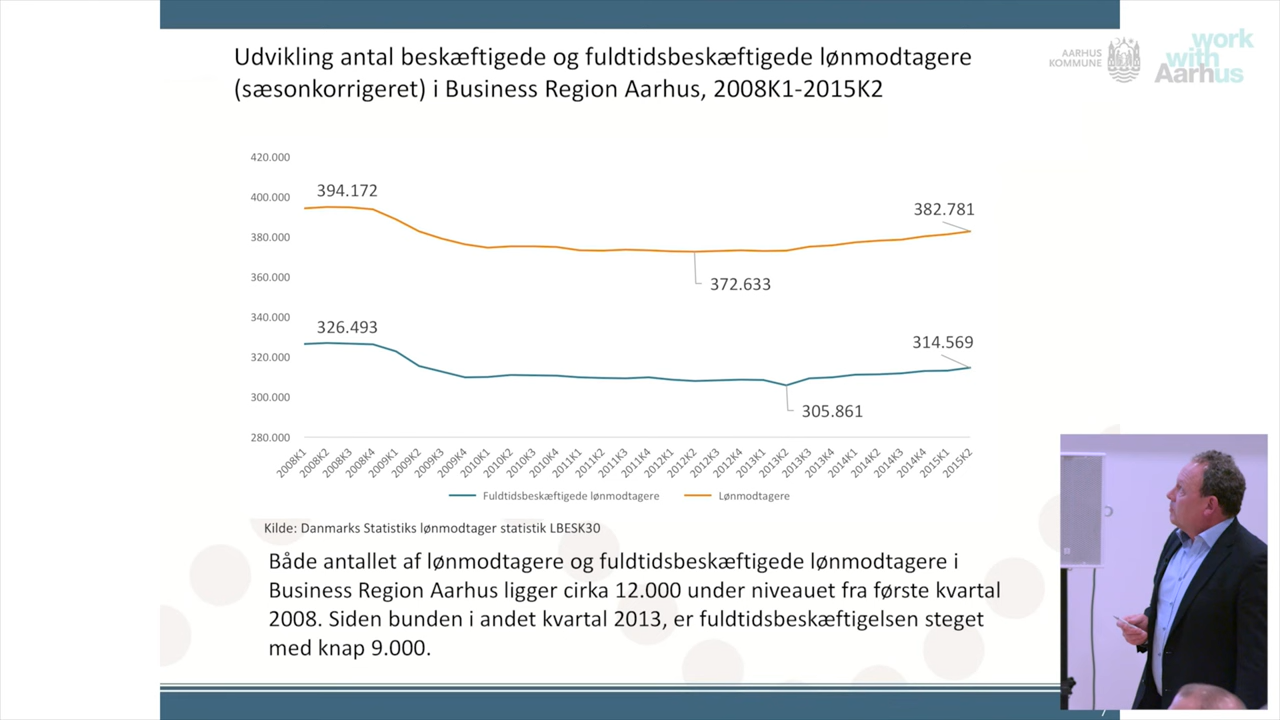 Udvikling antal beskæftigede og fuldtidsbeskæftigede lønmodtagere
(sæsonkorrigeret) i Business Region Aarhus, 2008K1-2015K2
AARHUS
KOMMUNE
work
with
Aarhus
420.000
400.000
380.000
360.000
340.000
320.000
300.000
280.000
394.172
382.781
372.633
326.493
314.569
305.861
2008K1
2008K2
2008K3
2008K4
2009K1
2009K2
2009K3
2009K4
2010K1
2010K2
2010K3
2010K4
2011K1
2011K2
2011K3
2011K4
2012K1
2012K2
2012K3
2012K4
2013K1
2013K2
2013K3
2013K4
2014K1
2014K2
2014K3
2014K4
2015K1
2015K2
Fuldtidsbeskæftigede lønmodtagere
Lønmodtagere
Kilde: Danmarks Statistiks lønmodtager statistik LBESK30
Både antallet af lønmodtagere og fuldtidsbeskæftigede lønmodtagere i
Business Region Aarhus ligger cirka 12.000 under niveauet fra første kvartal
2008. Siden bunden i andet kvartal 2013, er fuldtidsbeskæftigelsen steget
med knap 9.000.